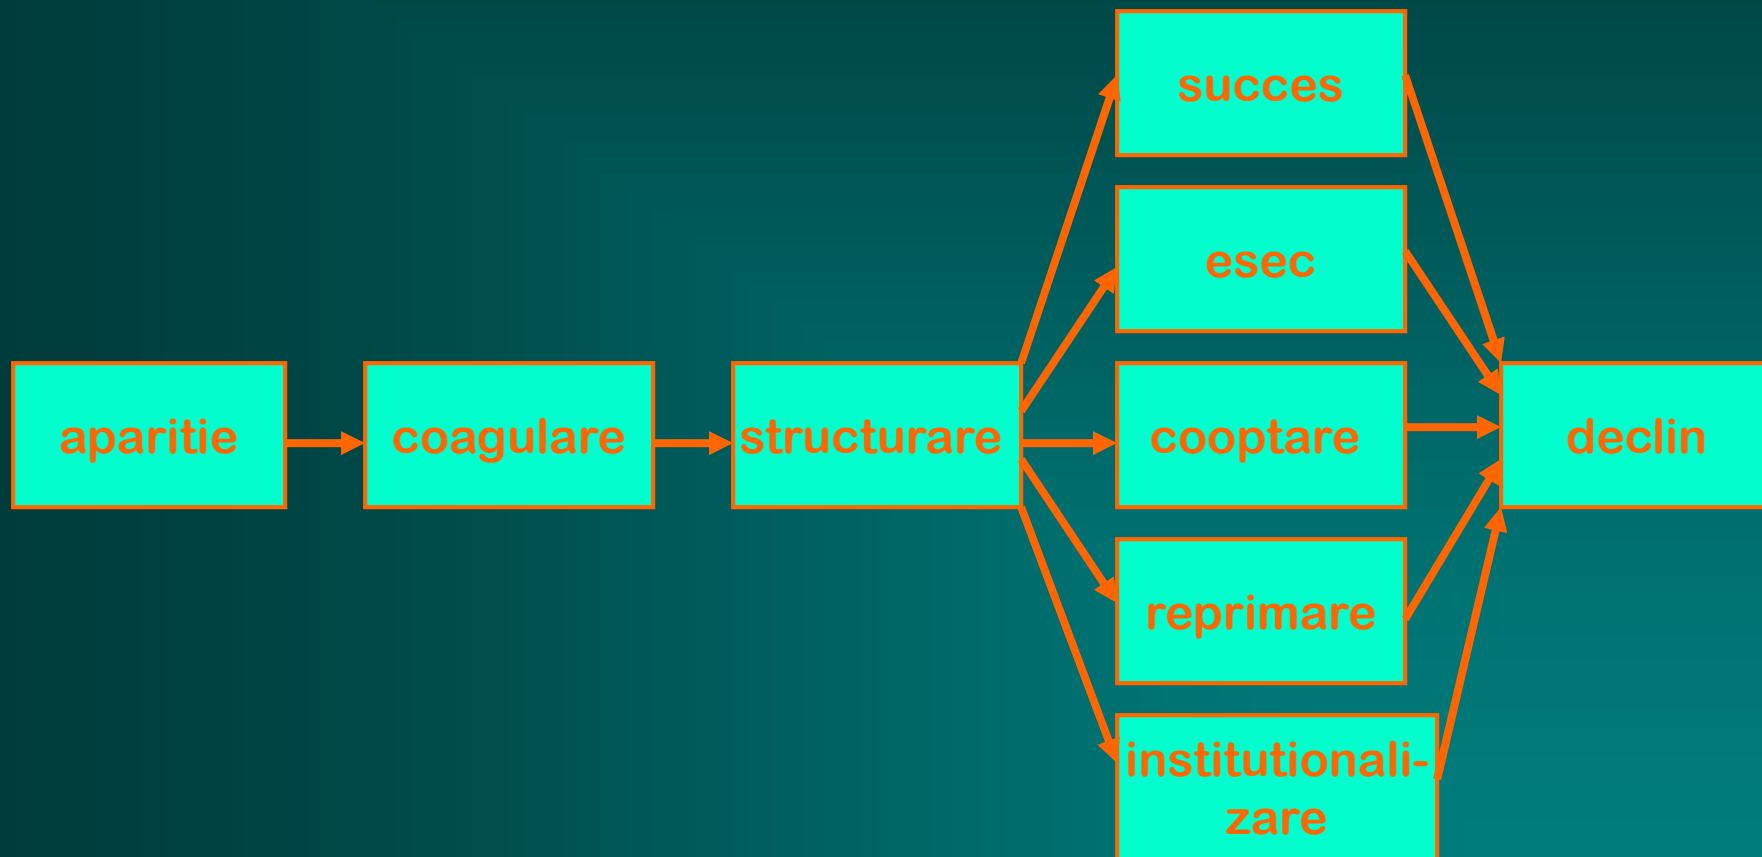 aparitie
coagulare
structurare
succes
esec
cooptare
reprimare
institutionali-
zare
declin